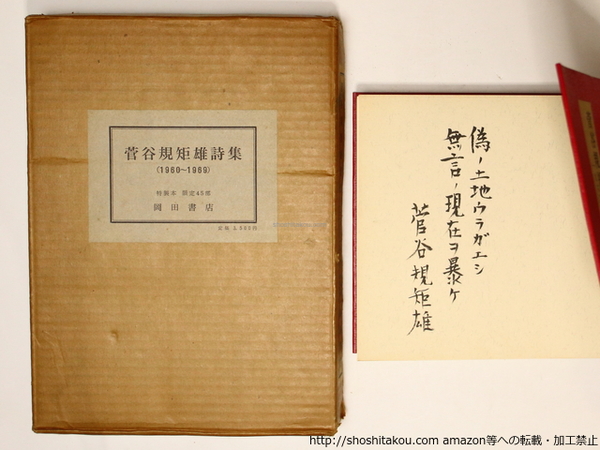 菅谷規矩雄詩集
(1960〜1969)
特製本 限定45部
岡田書店
偽ノ土地ウラガエシ
無言ノ現在ヲ暴ケ
菅谷規矩雄
http://shoshitakou.com amazon等への転載・加工禁止